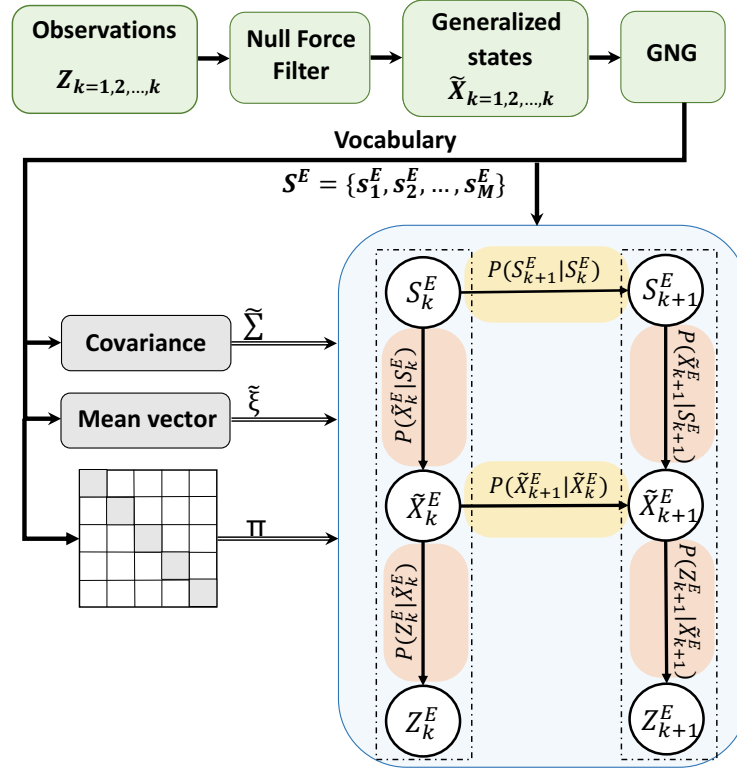 Observations
Z_{k=1,2,...,k}
Null Force
Filter
Generalized
states
X̃_{k=1,2,...,k}
GNG
Vocabulary
S^E = {s_1^E, s_2^E, ..., s_M^E}
S_k^E
P(S_{k+1}^E|S_k^E)
S_{k+1}^E
Covariance
Σ̃
P(X̃_k^E|S_k^E)
P(X̃_{k+1}^E|S_{k+1}^E)
Mean vector
ξ̃
X̃_k^E
P(X̃_{k+1}^E|X̃_k^E)
X̃_{k+1}^E
Π
P(Z_k^E|X̃_k^E)
P(Z_{k+1}^E|X̃_{k+1}^E)
Z_k^E
Z_{k+1}^E